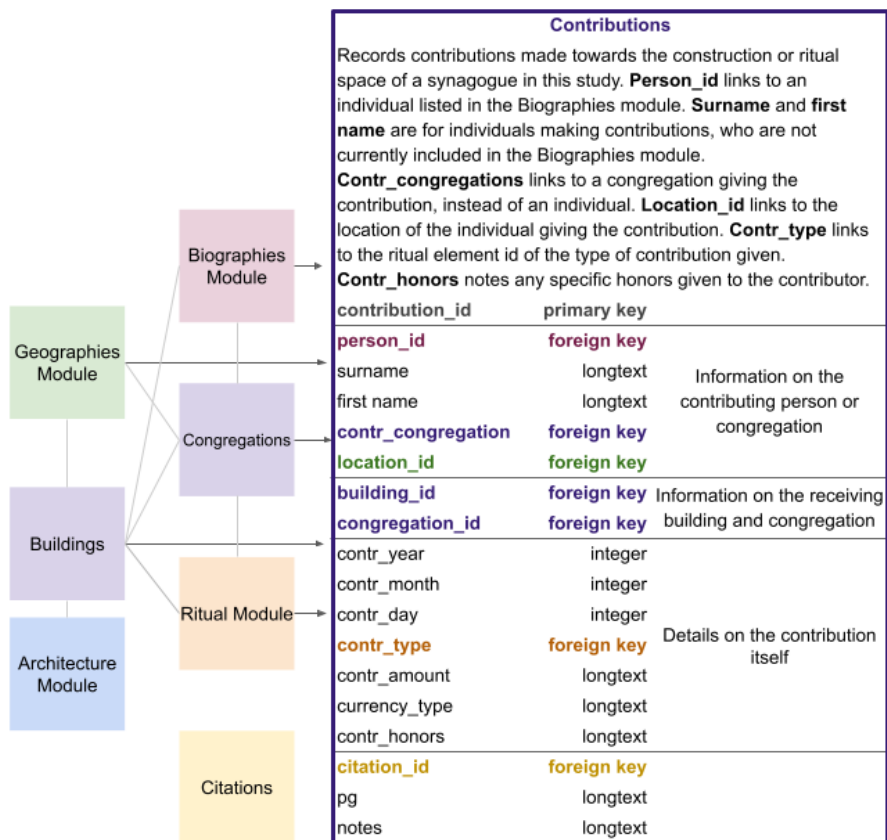 Contributions
Records contributions made towards the construction or ritual
space of a synagogue in this study. Person_id links to an
individual listed in the Biographies module. Surname and first
name are for individuals making contributions, who are not
currently included in the Biographies module.
Contr_congregations links to a congregation giving the
contribution, instead of an individual. Location_id links to the
location of the individual giving the contribution. Contr_type links
to the ritual element id of the type of contribution given.
Contr_honors notes any specific honors given to the contributor.
contribution_id primary key
person_id foreign key
surname longtext
first name longtext
contr_congregation foreign key
location_id foreign key
Information on the
contributing person or
congregation
building_id foreign key
congregation_id foreign key
Information on the receiving
building and congregation
contr_year integer
contr_month integer
contr_day integer
contr_type foreign key
contr_amount longtext
currency_type longtext
contr_honors longtext
Details on the contribution
itself
citation_id foreign key
pg longtext
notes longtext
Biographies
Module
Geographies
Module
Congregations
Buildings
Ritual Module
Architecture
Module
Citations